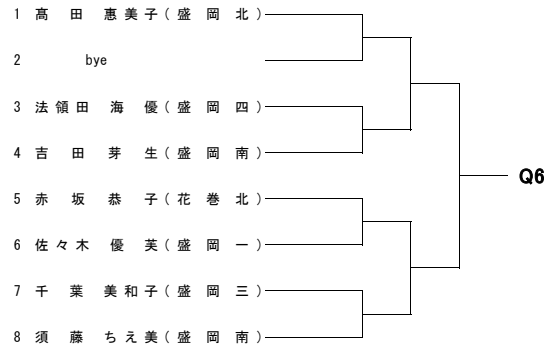 1 髙田 惠美子(盛岡北)
2 bye
3 法領田 海優(盛岡四)
4 吉田 芽生(盛岡南)
Q6
5 赤坂 恭子(花巻北)
6 佐々木 優芙(盛岡一)
7 千葉 美和子(盛岡三)
8 須藤 ちえ美(盛岡南)